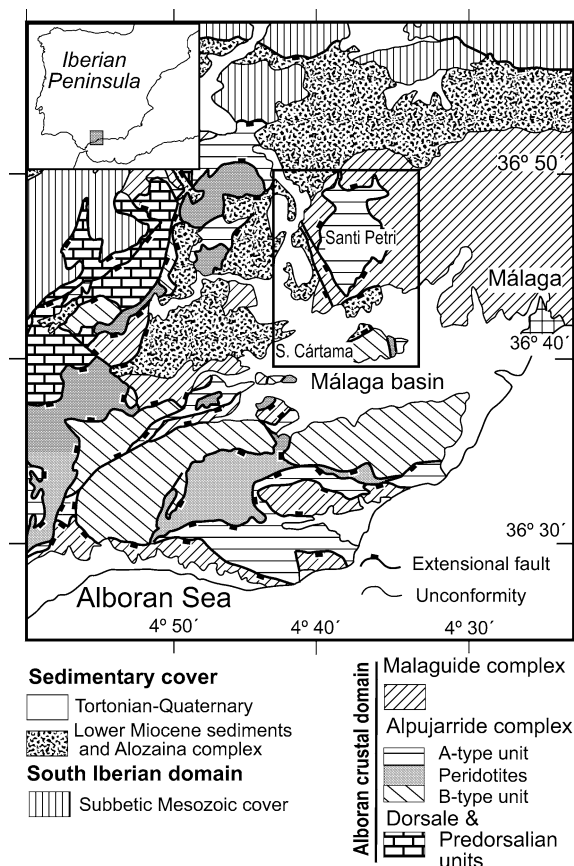 Iberian
Peninsula
36º 50´
Santi Petri
Málaga
36º 40´
S. Cártama
Málaga basin
36º 30´
Extensional fault
Alboran Sea
Unconformity
4º 50´ 4º 40´ 4º 30´
Sedimentary cover
Tortonian-Quaternary
Lower Miocene sediments
and Alozaina complex
South Iberian domain
Subbetic Mesozoic cover
Alboran crustal domain
Malaguide complex
Alpujarride complex
A-type unit
Peridotites
B-type unit
Dorsale &
Predorsalian
units